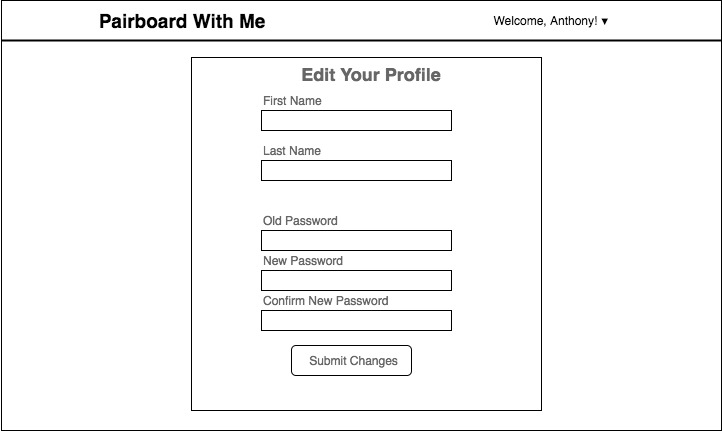 Pairboard With Me
Welcome, Anthony! ▾
Edit Your Profile
First Name
Last Name
Old Password
New Password
Confirm New Password
Submit Changes